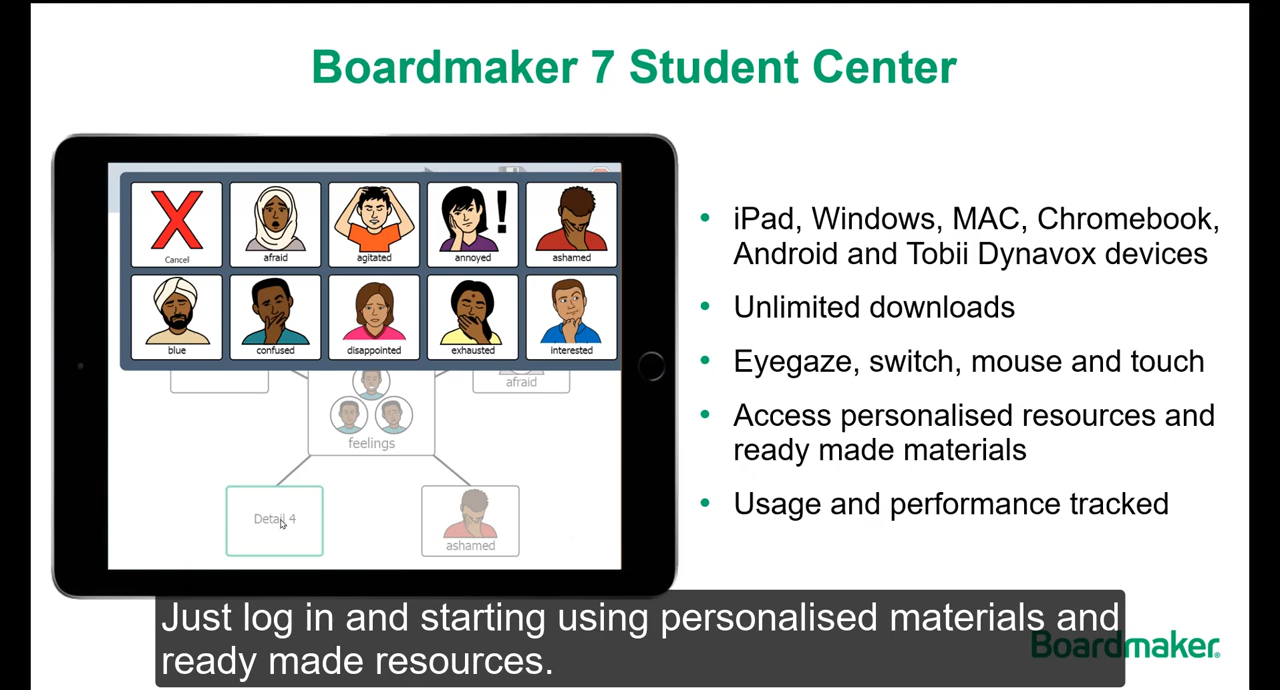 Boardmaker 7 Student Center
Cancel
afraid
agitated
annoyed
!
ashamed
blue
confused
disappointed
exhausted
interested
afraid
feelings
Detail 4
ashamed
• iPad, Windows, MAC, Chromebook,
Android and Tobii Dynavox devices
• Unlimited downloads
• Eyegaze, switch, mouse and touch
• Access personalised resources and
ready made materials
• Usage and performance tracked
Just log in and starting using personalised materials and
ready made resources.
Boardmaker®